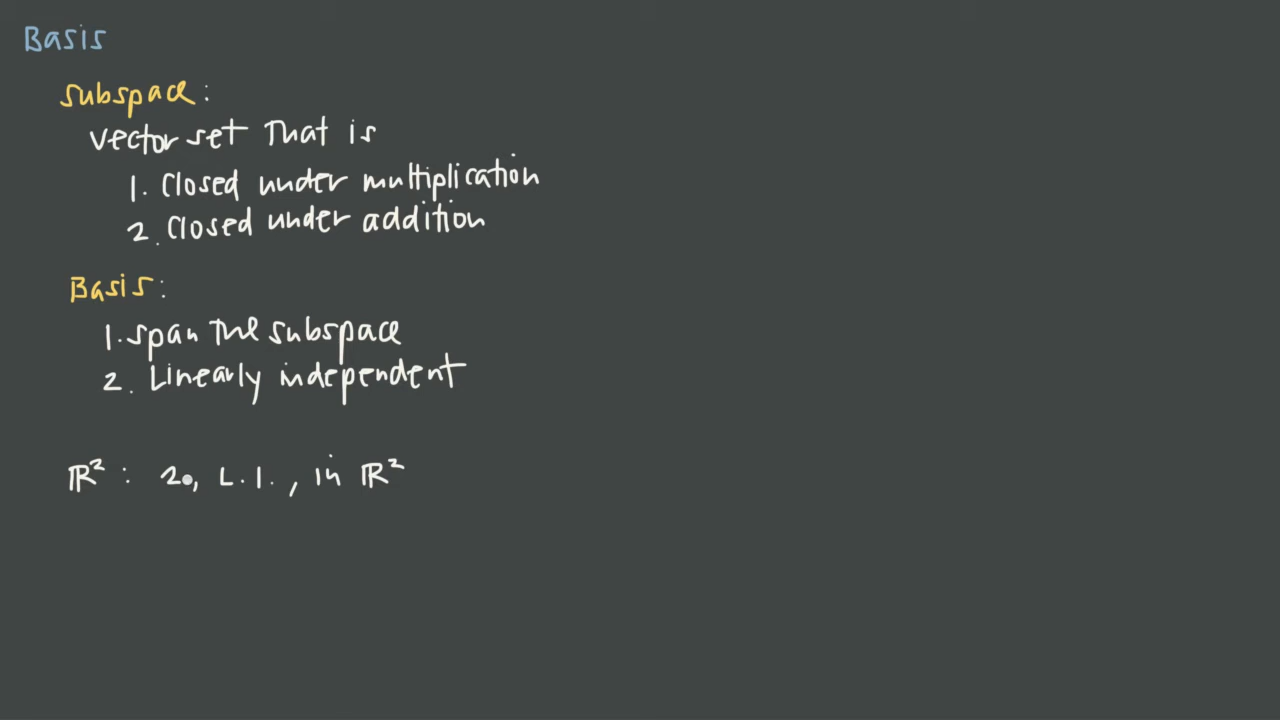 Basis
subspace:
vector set that is
1. closed under multiplication
2. closed under addition
Basis:
1. span the subspace
2. Linearly independent
ℝ² : 2, L.I., in ℝ²